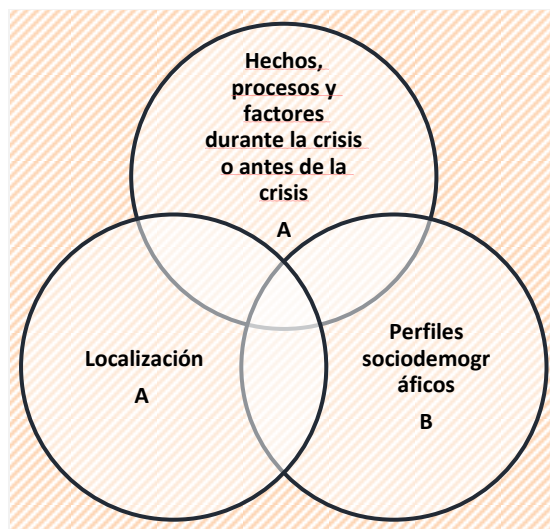 Hechos,
procesos y
factores
durante la crisis
o antes de la
crisis
A
Localización
A
Perfiles
sociodemogr
áficos
B